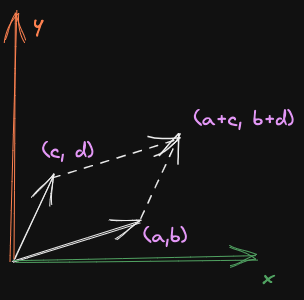 y
(a+c, b+d)
(c, d)
(a,b)
x